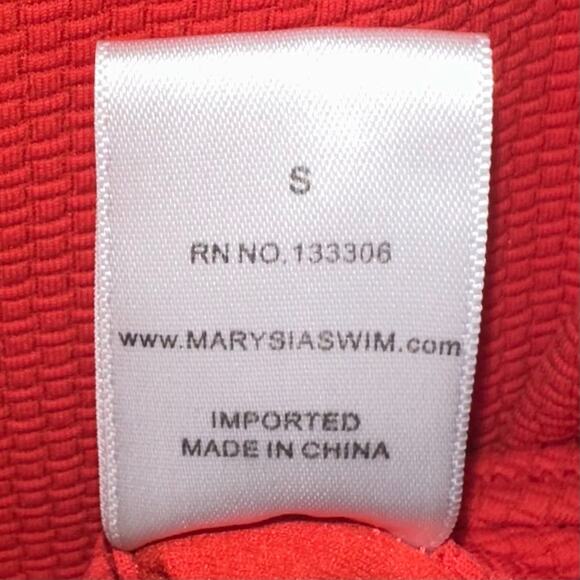 S
RN NO. 133306
www.MARYSIASWIM.com
IMPORTED
MADE IN CHINA